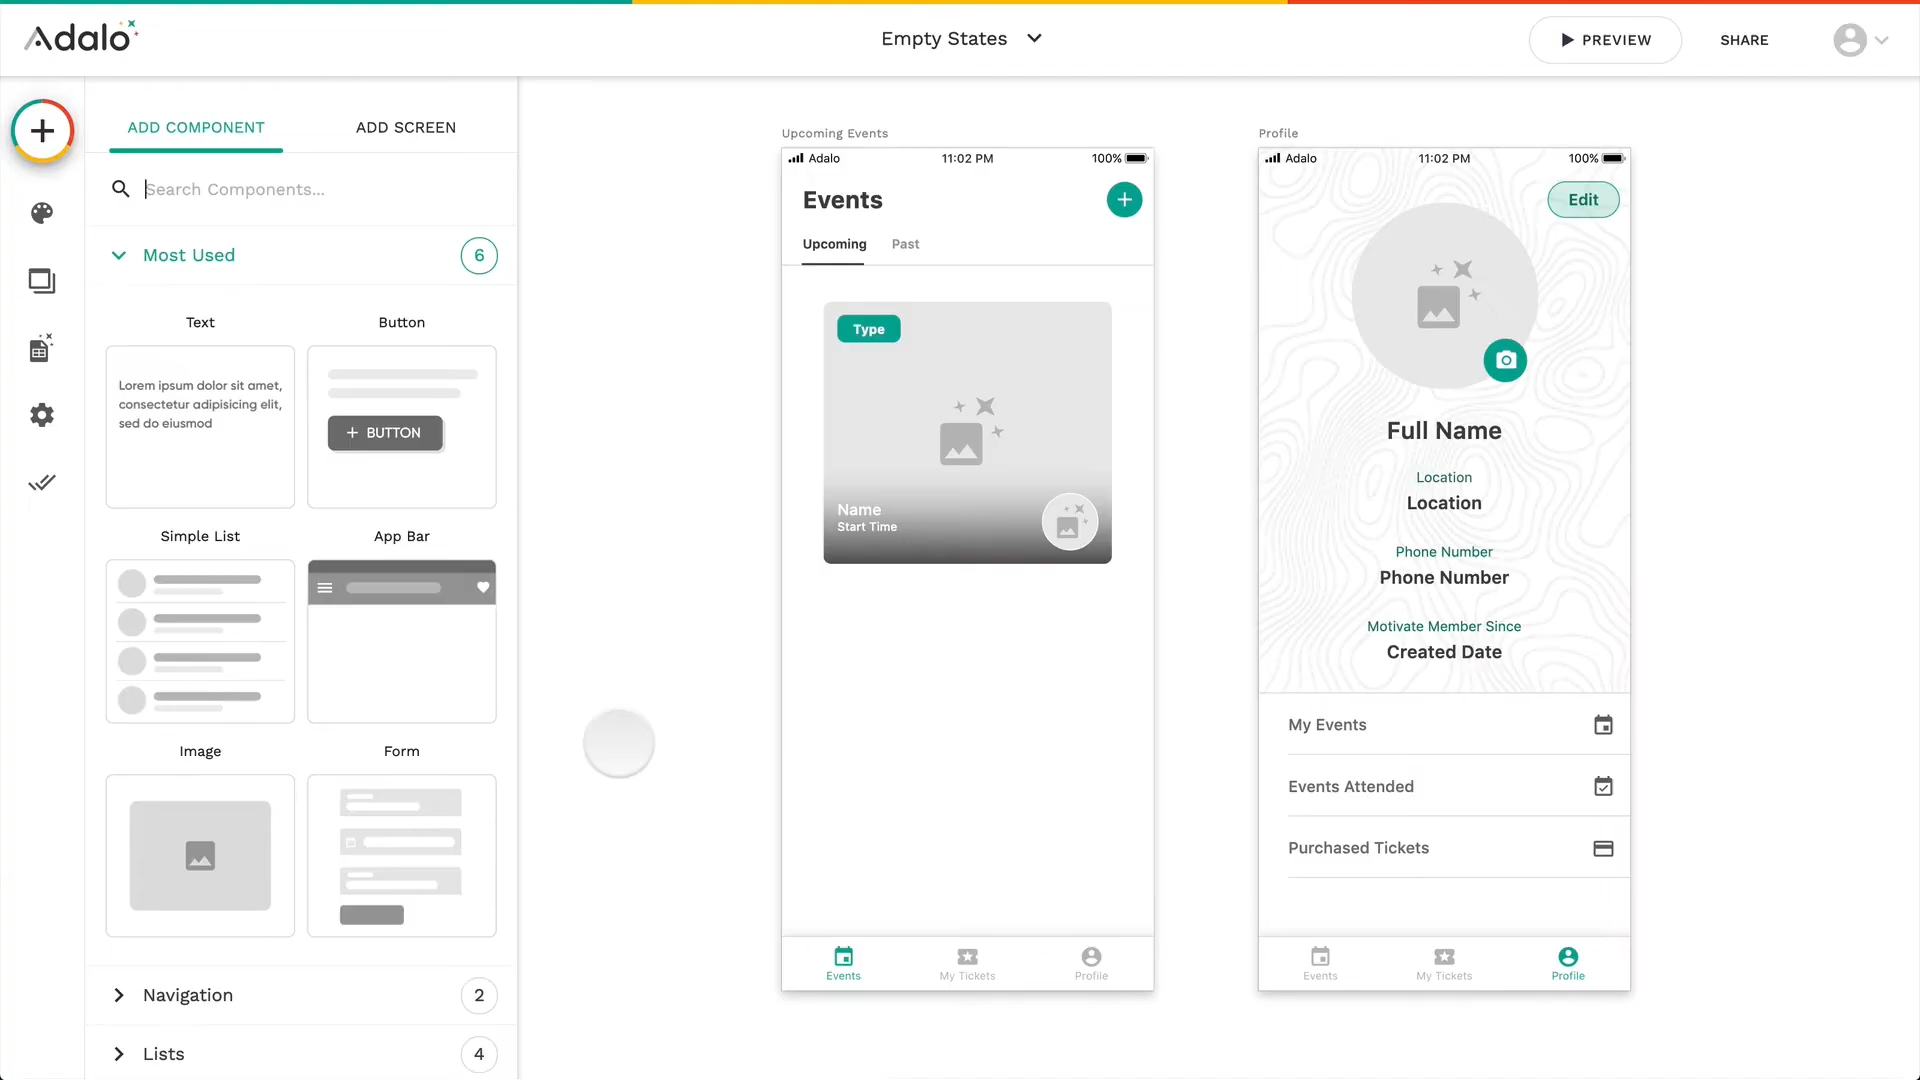 Adalo
Empty States
PREVIEW
SHARE
ADD COMPONENT
ADD SCREEN
Search Components...
Most Used
6
Text
Button
Lorem ipsum dolor sit amet,
consectetur adipisicing elit,
sed do eiusmod
+ BUTTON
Simple List
App Bar
Image
Form
Navigation
2
Lists
4
Upcoming Events
Adalo
11:02 PM
100%
Events
Upcoming
Past
Type
Name
Start Time
Events
My Tickets
Profile
Profile
Adalo
11:02 PM
100%
Edit
Full Name
Location
Location
Phone Number
Phone Number
Motivate Member Since
Created Date
My Events
Events Attended
Purchased Tickets
Events
My Tickets
Profile